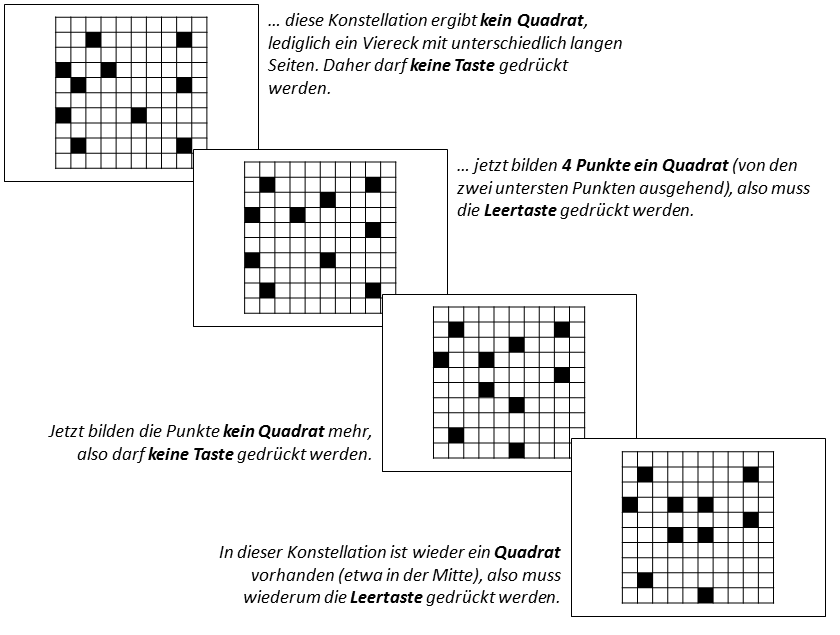 … diese Konstellation ergibt kein Quadrat,
lediglich ein Viereck mit unterschiedlich langen
Seiten. Daher darf keine Taste gedrückt
werden.
… jetzt bilden 4 Punkte ein Quadrat (von den
zwei untersten Punkten ausgehend), also muss
die Leertaste gedrückt werden.
Jetzt bilden die Punkte kein Quadrat mehr,
also darf keine Taste gedrückt werden.
In dieser Konstellation ist wieder ein Quadrat
vorhanden (etwa in der Mitte), also muss
wiederum die Leertaste gedrückt werden.